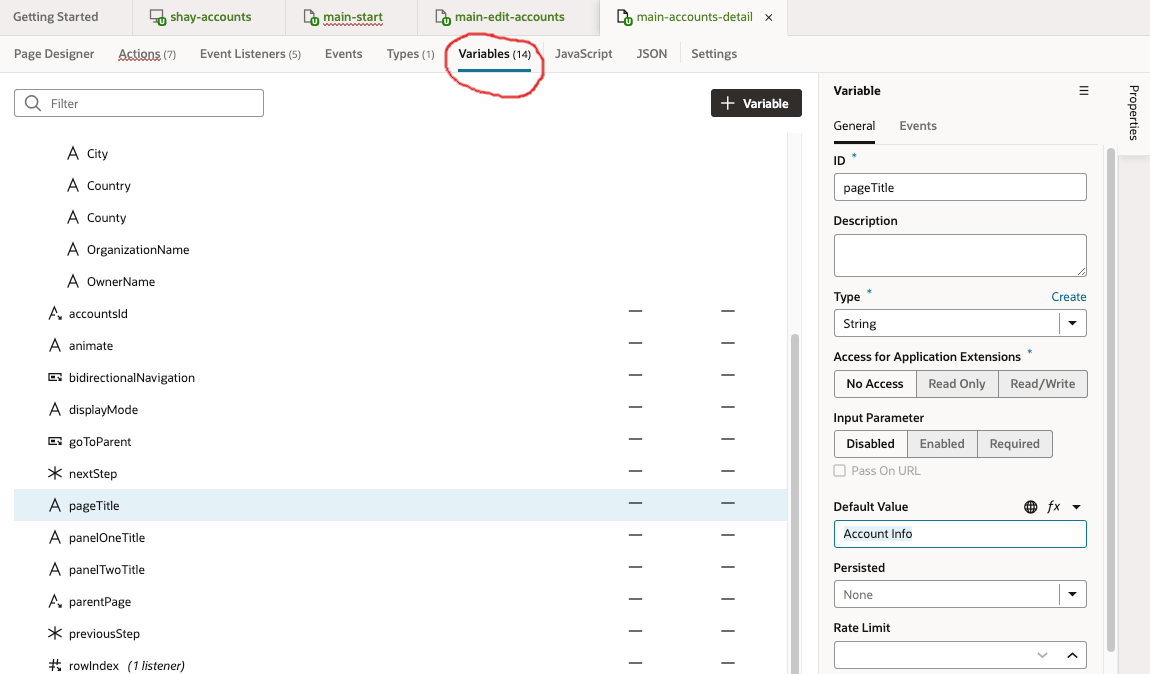 Getting Started shay-accounts main-start main-edit-accounts main-accounts-detail
Page Designer Actions (7) Event Listeners (5) Events Types (1) Variables (14) JavaScript JSON Settings
Filter
+ Variable
City
Country
County
OrganizationName
OwnerName
accountsId
animate
bidirectionalNavigation
displayMode
goToParent
nextStep
pageTitle
panelOneTitle
panelTwoTitle
parentPage
previousStep
rowIndex (1 listener)
Variable
General Events
ID *
pageTitle
Description
Type * Create
String
Access for Application Extensions *
No Access Read Only Read/Write
Input Parameter
Disabled Enabled Required
Pass On URL
Default Value fx
Account Info
Persisted
None
Rate Limit
Properties